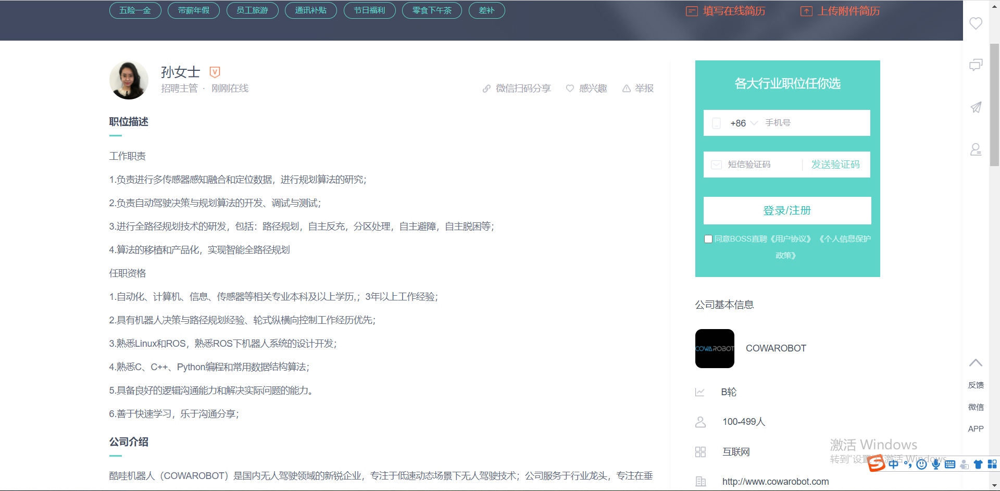 五险一金 带薪年假 员工旅游 通讯补贴 节日福利 零食下午茶 差补
填写在线简历 上传附件简历
孙女士
招聘主管 · 刚刚在线
微信扫码分享 感兴趣 举报
职位描述
工作职责
1.负责进行多传感器感知融合和定位数据，进行规划算法的研究；
2.负责自动驾驶决策与规划算法的开发、调试与测试；
3.进行全路径规划技术的研发，包括：路径规划，自主反充，分区处理，自主避障，自主脱困等；
4.算法的移植和产品化，实现智能全路径规划
任职资格
1.自动化、计算机、信息、传感器等相关专业本科及以上学历,；3年以上工作经验；
2.具有机器人决策与路径规划经验、轮式纵横向控制工作经历优先；
3.熟悉Linux和ROS，熟悉ROS下机器人系统的设计开发；
4.熟悉C、C++、Python编程和常用数据结构算法；
5.具备良好的逻辑沟通能力和解决实际问题的能力。
6.善于快速学习，乐于沟通分享；
公司介绍
酷哇机器人（COWAROBOT）是国内无人驾驶领域的新锐企业，专注于低速动态场景下无人驾驶技术；公司服务于行业龙头，专注在垂
各大行业职位任你选
+86 手机号
短信验证码 发送验证码
登录/注册
同意BOSS直聘《用户协议》《个人信息保护
政策》
公司基本信息
COWAROBOT COWAROBOT
B轮
100-499人
互联网
http://www.cowarobot.com
反馈
微信
APP
激活 Windows
转到"设置"以激活 Windows。
中